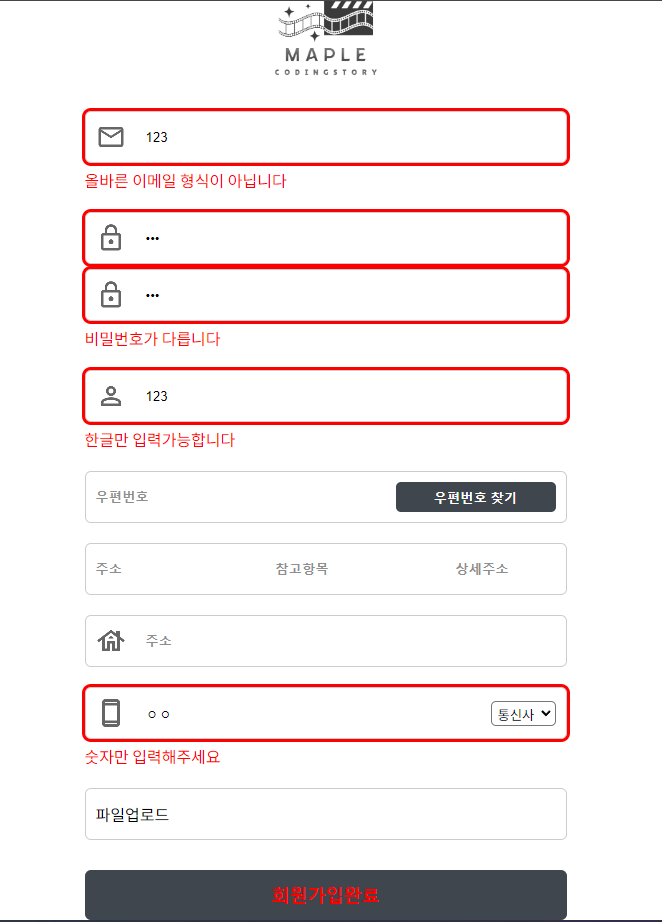 MAPLE
CODINGSTORY
123
올바른 이메일 형식이 아닙니다
•••
•••
비밀번호가 다릅니다
123
한글만 입력가능합니다
우편번호 우편번호 찾기
주소 참고항목 상세주소
주소
ㅇㅇ 통신사
숫자만 입력해주세요
파일업로드
회원가입완료